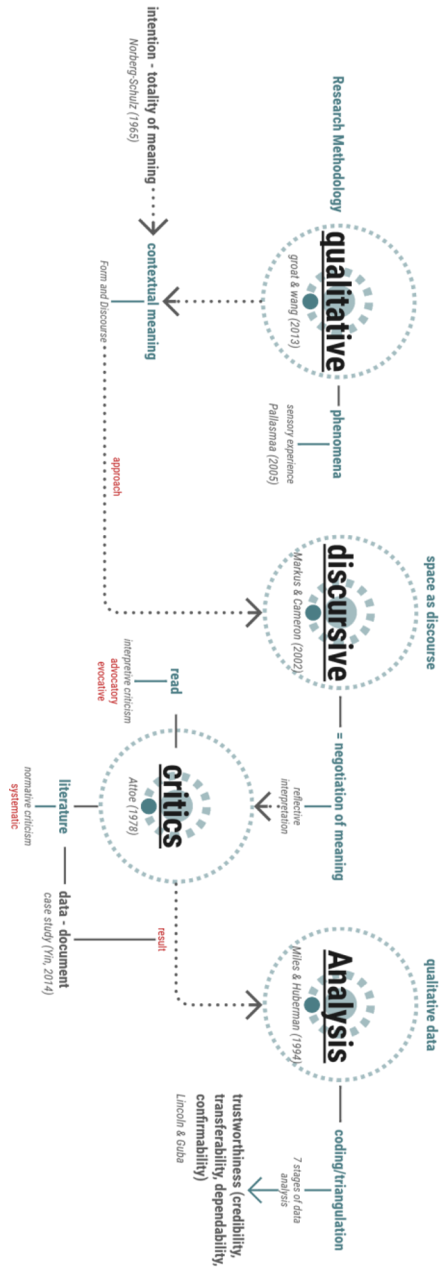 Research Methodology
qualitative
groat & wang (2013)
phenomena
sensory experience
Pallasmaa (2005)
intention - totality of meaning
Norberg-Schulz (1965)
contextual meaning
Form and Discourse
approach
space as discourse
discursive
Markus & Cameron (2002)
= negotiation of meaning
reflective
interpretation
read
interpretive criticism
advocatory
evocative
critics
Attoe (1978)
literature
normative criticism
systematic
data - document
case study (Yin, 2014)
result
qualitative data
Analysis
Miles & Huberman (1994)
coding/triangulation
7 stages of data
analysis
trustworthiness (credibility,
transferability, dependability,
confirmability)
Lincoln & Guba